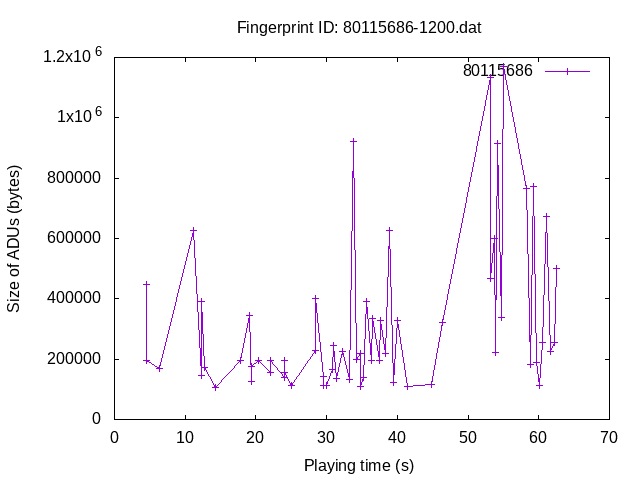 Fingerprint ID: 80115686-1200.dat
80115686
1.2x10^6
1x10^6
800000
600000
400000
200000
0
Size of ADUs (bytes)
0 10 20 30 40 50 60 70
Playing time (s)